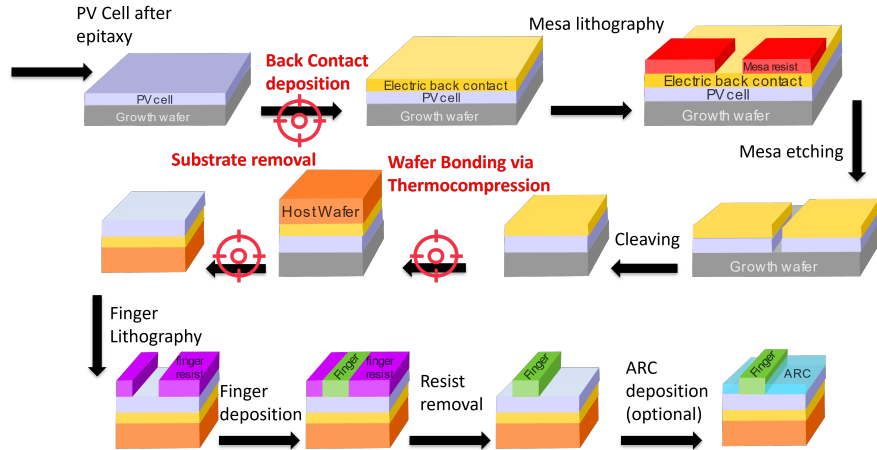 PV Cell after
epitaxy
PV cell
Growth wafer
Back Contact
deposition
Electric back contact
PV cell
Growth wafer
Mesa lithography
Mesa resist
Electric back contact
PV cell
Growth wafer
Mesa etching
Growth wafer
Cleaving
Wafer Bonding via
Thermocompression
Host Wafer
Substrate removal
Finger
Lithography
finger
resist
Finger
deposition
Finger
finger
resist
Resist
removal
Finger
ARC
deposition
(optional)
Finger
ARC